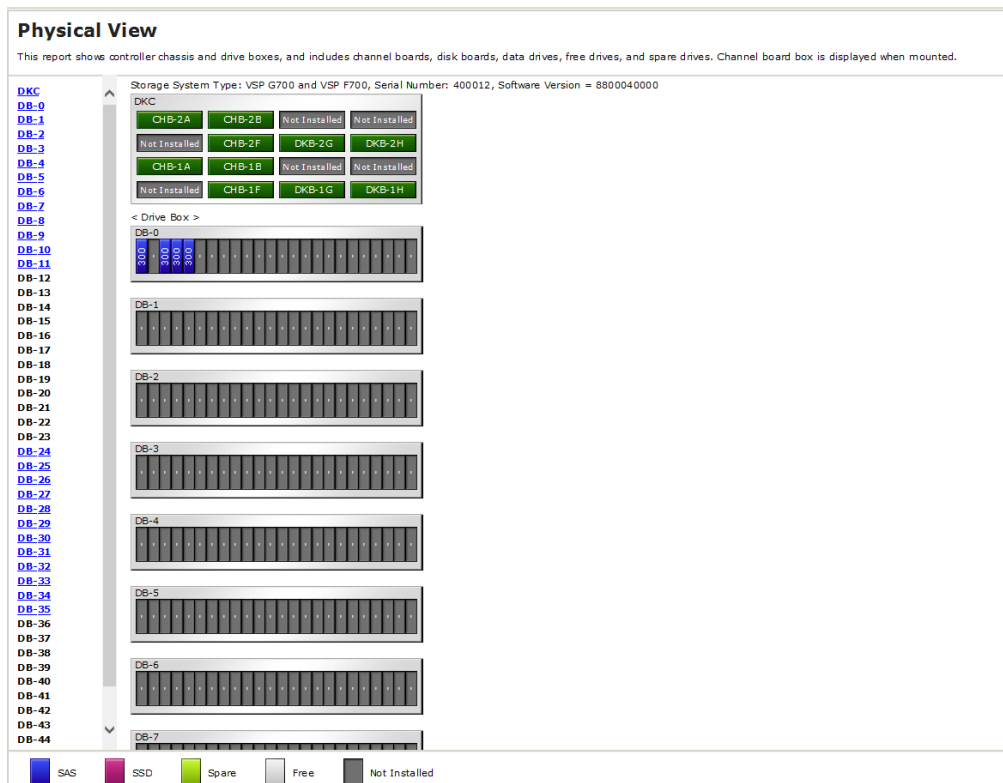 Physical View
This report shows controller chassis and drive boxes, and includes channel boards, disk boards, data drives, free drives, and spare drives. Channel board box is displayed when mounted.
DKC
DB-0
DB-1
DB-2
DB-3
DB-4
DB-5
DB-6
DB-7
DB-8
DB-9
DB-10
DB-11
DB-12
DB-13
DB-14
DB-15
DB-16
DB-17
DB-18
DB-19
DB-20
DB-21
DB-22
DB-23
DB-24
DB-25
DB-26
DB-27
DB-28
DB-29
DB-30
DB-31
DB-32
DB-33
DB-34
DB-35
DB-36
DB-37
DB-38
DB-39
DB-40
DB-41
DB-42
DB-43
DB-44
Storage System Type: VSP G700 and VSP F700, Serial Number: 400012, Software Version = 8800040000
DKC
CHB-2A CHB-2B Not Installed Not Installed
Not Installed CHB-2F DKB-2G DKB-2H
CHB-1A CHB-1B Not Installed Not Installed
Not Installed CHB-1F DKB-1G DKB-1H
< Drive Box >
DB-0
300 300 300 300
DB-1
DB-2
DB-3
DB-4
DB-5
DB-6
DB-7
SAS SSD Spare Free Not Installed